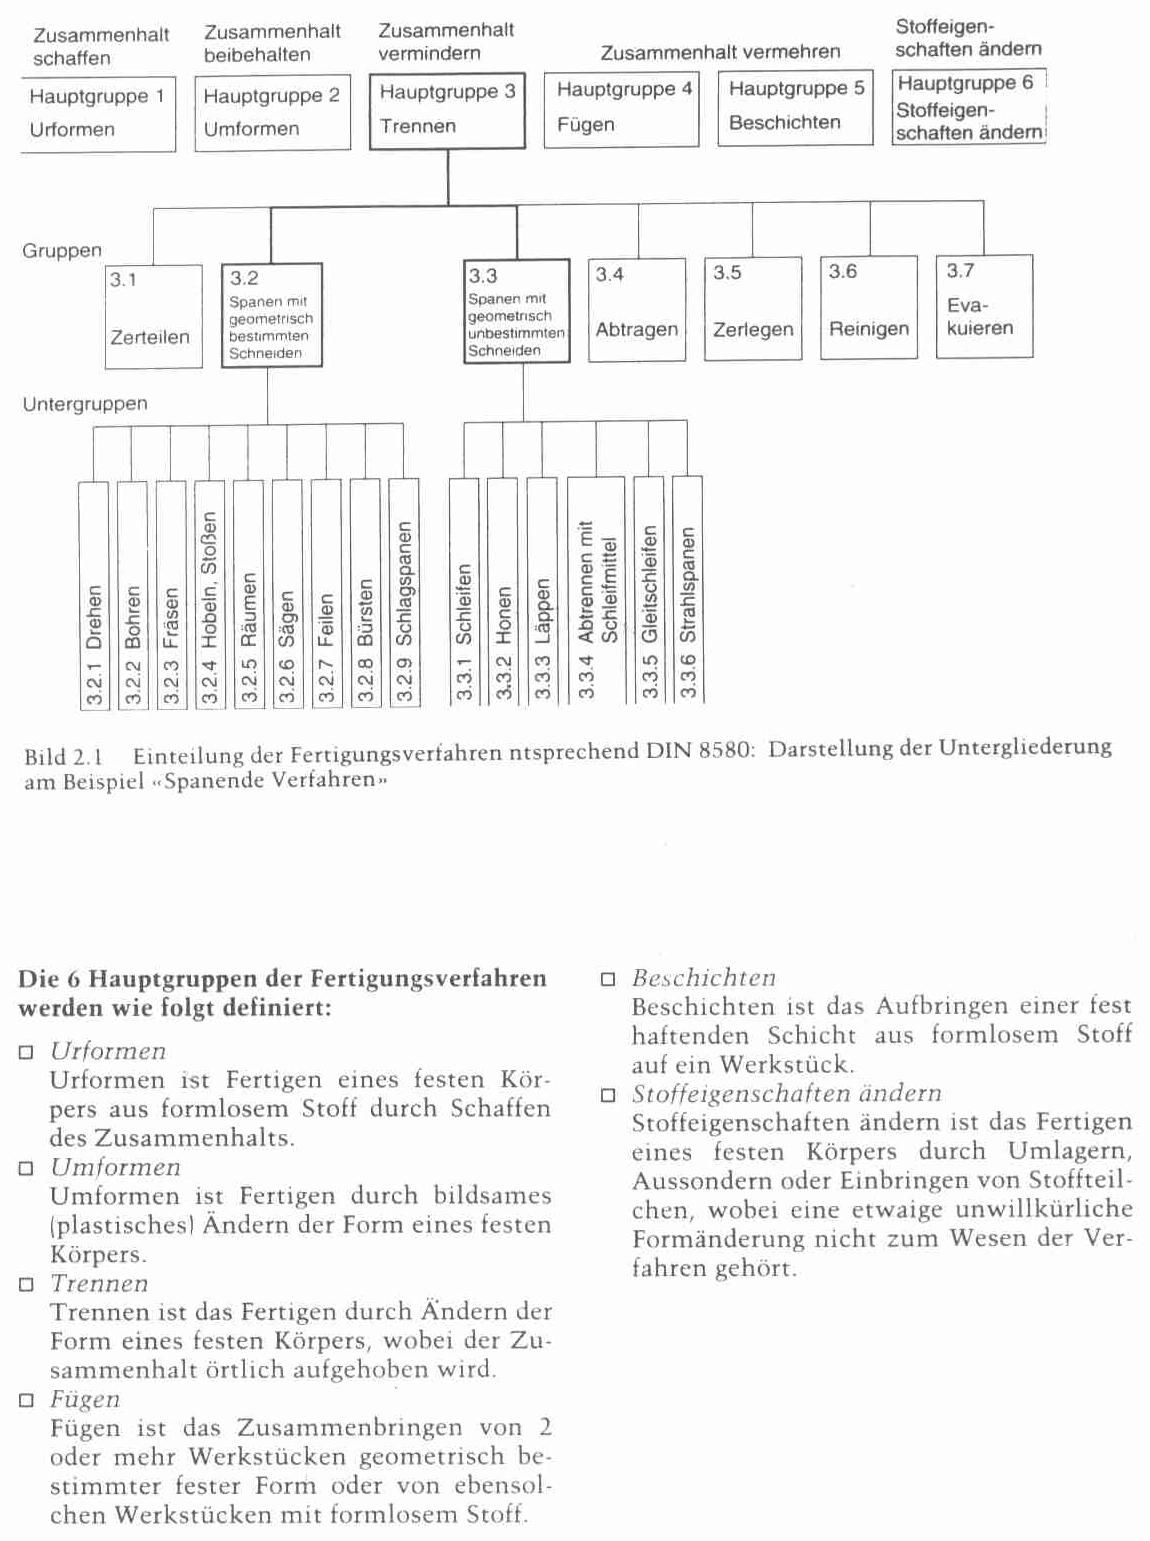 Zusammenhalt
schaffen
Zusammenhalt
beibehalten
Zusammenhalt
vermindern
Zusammenhalt vermehren
Stoffeigen-
schaften ändern
Hauptgruppe 1
Urformen
Hauptgruppe 2
Umformen
Hauptgruppe 3
Trennen
Hauptgruppe 4
Fügen
Hauptgruppe 5
Beschichten
Hauptgruppe 6
Stoffeigen-
schaften ändern
Gruppen
3.1
Zerteilen
3.2
Spanen mit
geometrisch
bestimmten
Schneiden
3.3
Spanen mit
geometrisch
unbestimmten
Schneiden
3.4
Abtragen
3.5
Zerlegen
3.6
Reinigen
3.7
Eva-
kuieren
Untergruppen
3.2.1 Drehen
3.2.2 Bohren
3.2.3 Fräsen
3.2.4 Hobeln, Stoßen
3.2.5 Räumen
3.2.6 Sägen
3.2.7 Feilen
3.2.8 Bürsten
3.2.9 Schlagspanen
3.3.1 Schleifen
3.3.2 Honen
3.3.3 Läppen
3.3.4 Abtrennen mit
Schleifmittel
3.3.5 Gleitschleifen
3.3.6 Strahlspanen
Bild 2.1 Einteilung der Fertigungsverfahren ntsprechend DIN 8580: Darstellung der Untergliederung
am Beispiel «Spanende Verfahren»
Die 6 Hauptgruppen der Fertigungsverfahren
werden wie folgt definiert:
□ Urformen
Urformen ist Fertigen eines festen Kör-
pers aus formlosem Stoff durch Schaffen
des Zusammenhalts.
□ Umformen
Umformen ist Fertigen durch bildsames
(plastisches) Ändern der Form eines festen
Körpers.
□ Trennen
Trennen ist das Fertigen durch Ändern der
Form eines festen Körpers, wobei der Zu-
sammenhalt örtlich aufgehoben wird.
□ Fügen
Fügen ist das Zusammenbringen von 2
oder mehr Werkstücken geometrisch be-
stimmter fester Form oder von ebensol-
chen Werkstücken mit formlosem Stoff.
□ Beschichten
Beschichten ist das Aufbringen einer fest
haftenden Schicht aus formlosem Stoff
auf ein Werkstück.
□ Stoffeigenschaften ändern
Stoffeigenschaften ändern ist das Fertigen
eines festen Körpers durch Umlagern,
Aussondern oder Einbringen von Stoffteil-
chen, wobei eine etwaige unwillkürliche
Formänderung nicht zum Wesen der Ver-
fahren gehört.